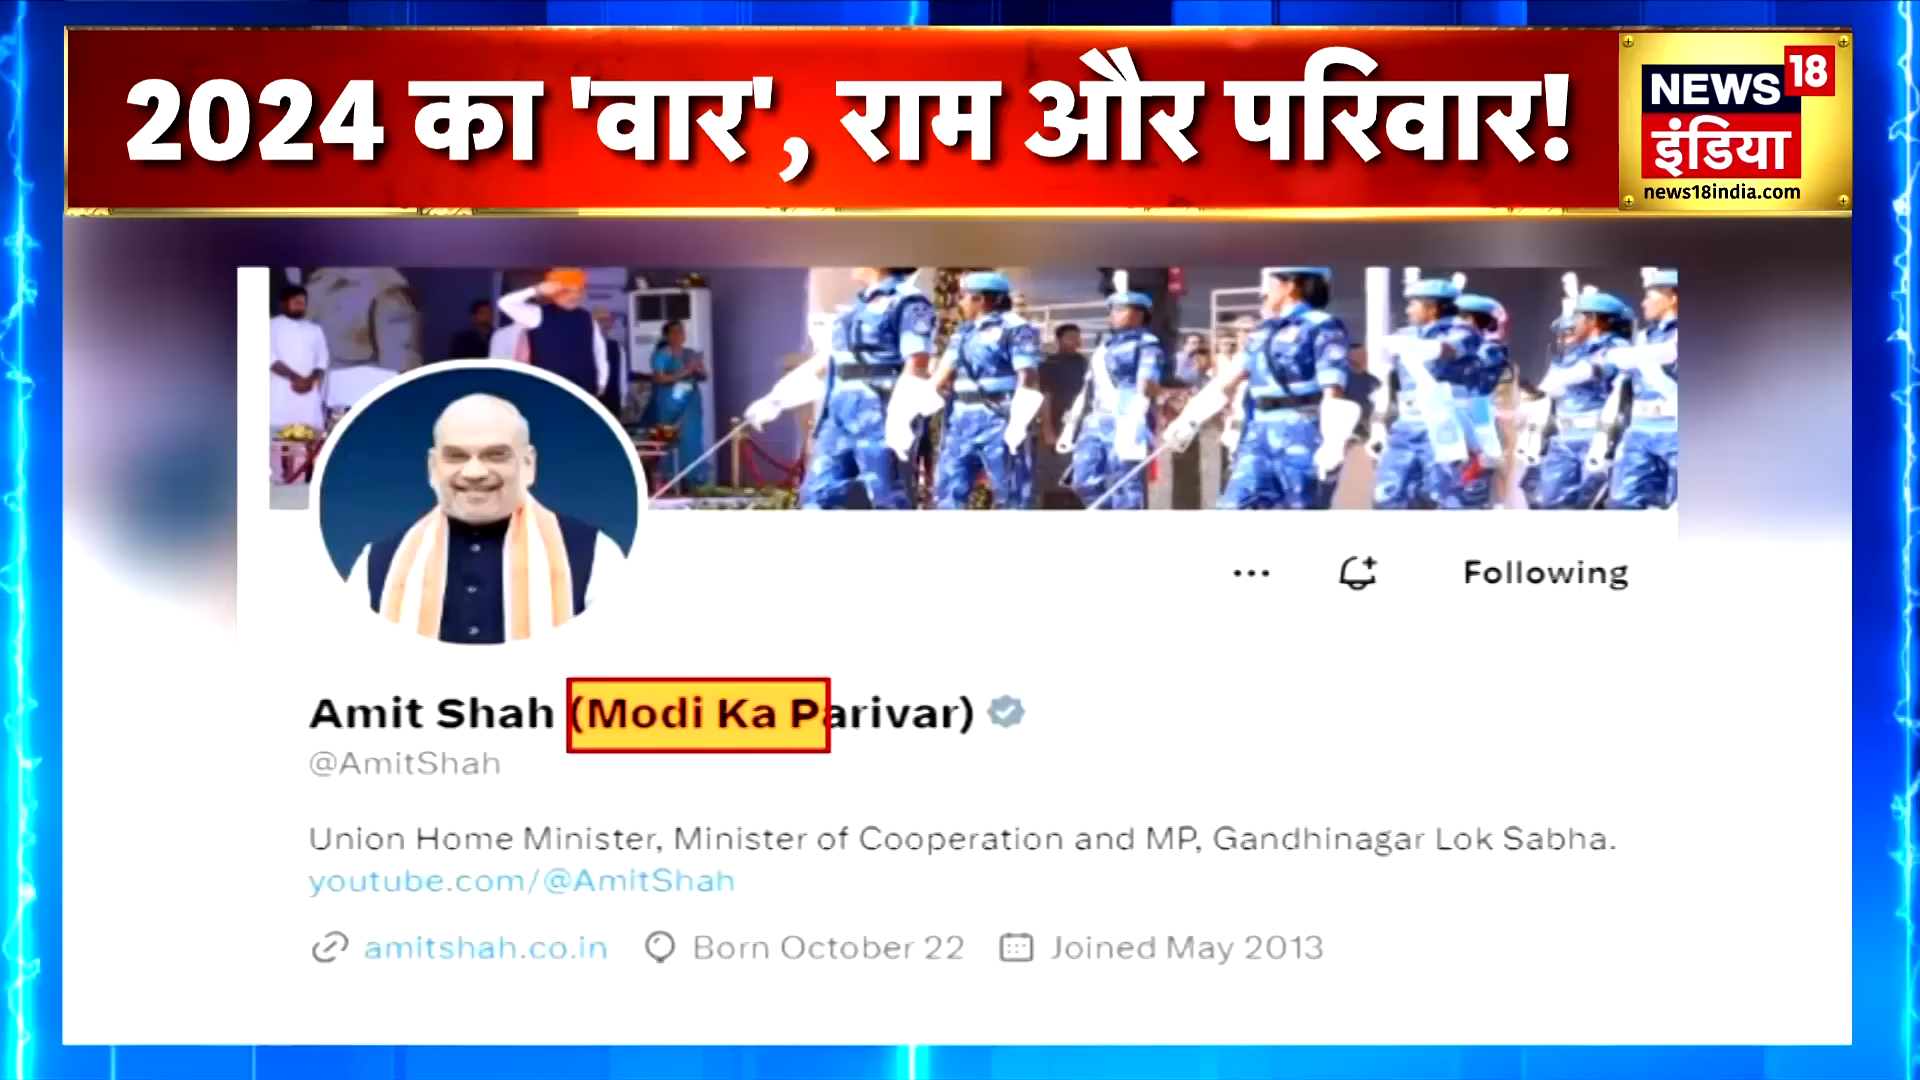 2024 का 'वार', राम और परिवार!
NEWS 18
इंडिया
news18india.com
Following
Amit Shah (Modi Ka Parivar)
@AmitShah
Union Home Minister, Minister of Cooperation and MP, Gandhinagar Lok Sabha.
youtube.com/@AmitShah
amitshah.co.in Born October 22 Joined May 2013